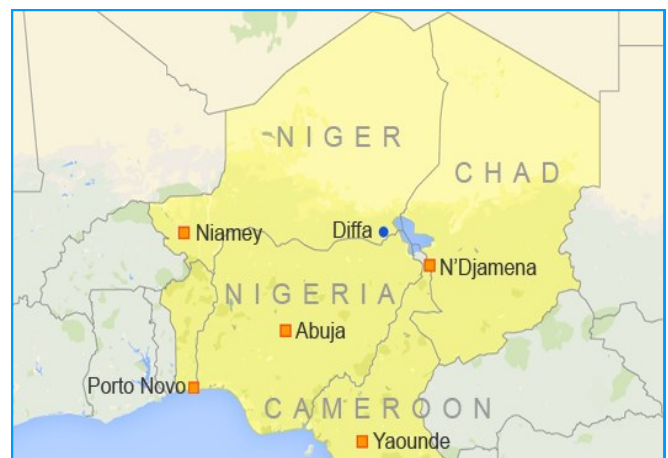 NIGER
CHAD
Niamey
Diffa
N'Djamena
NIGERIA
Abuja
Porto Novo
CAMEROON
Yaounde